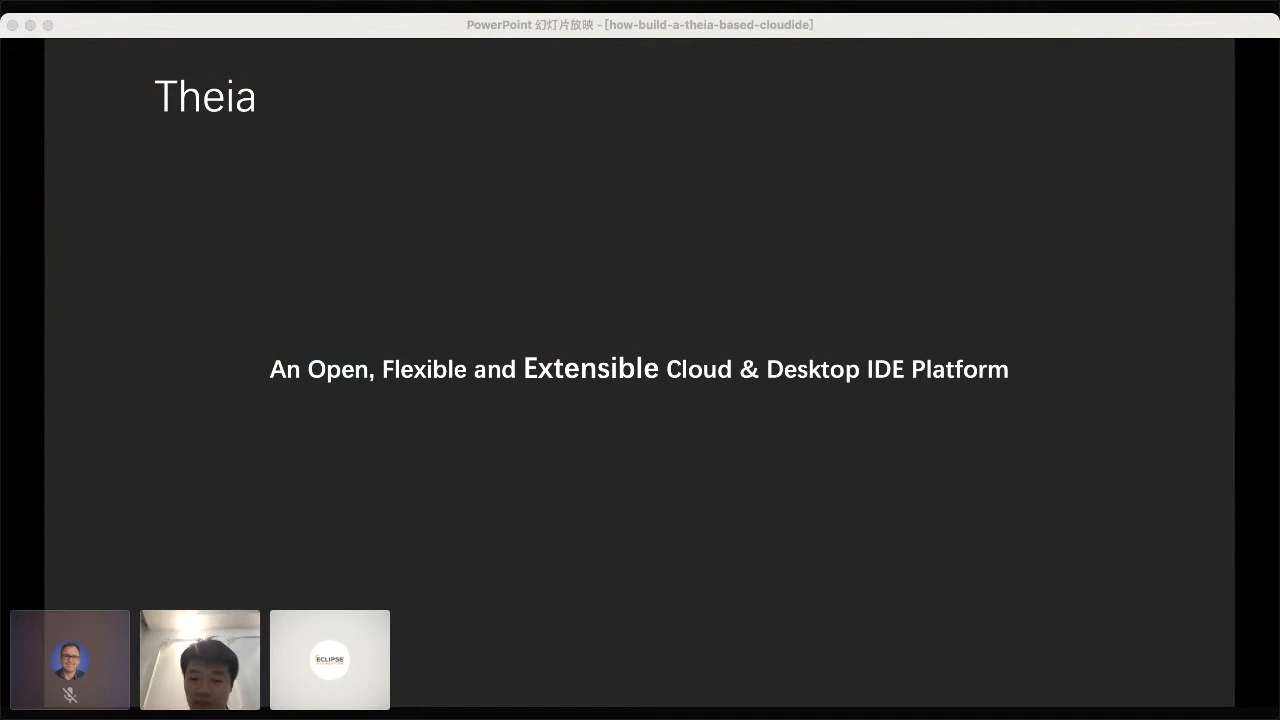 PowerPoint 幻灯片放映 - [how-build-a-theia-based-cloudide]
Theia
An Open, Flexible and Extensible Cloud & Desktop IDE Platform
ECLIPSE
FOUNDATION